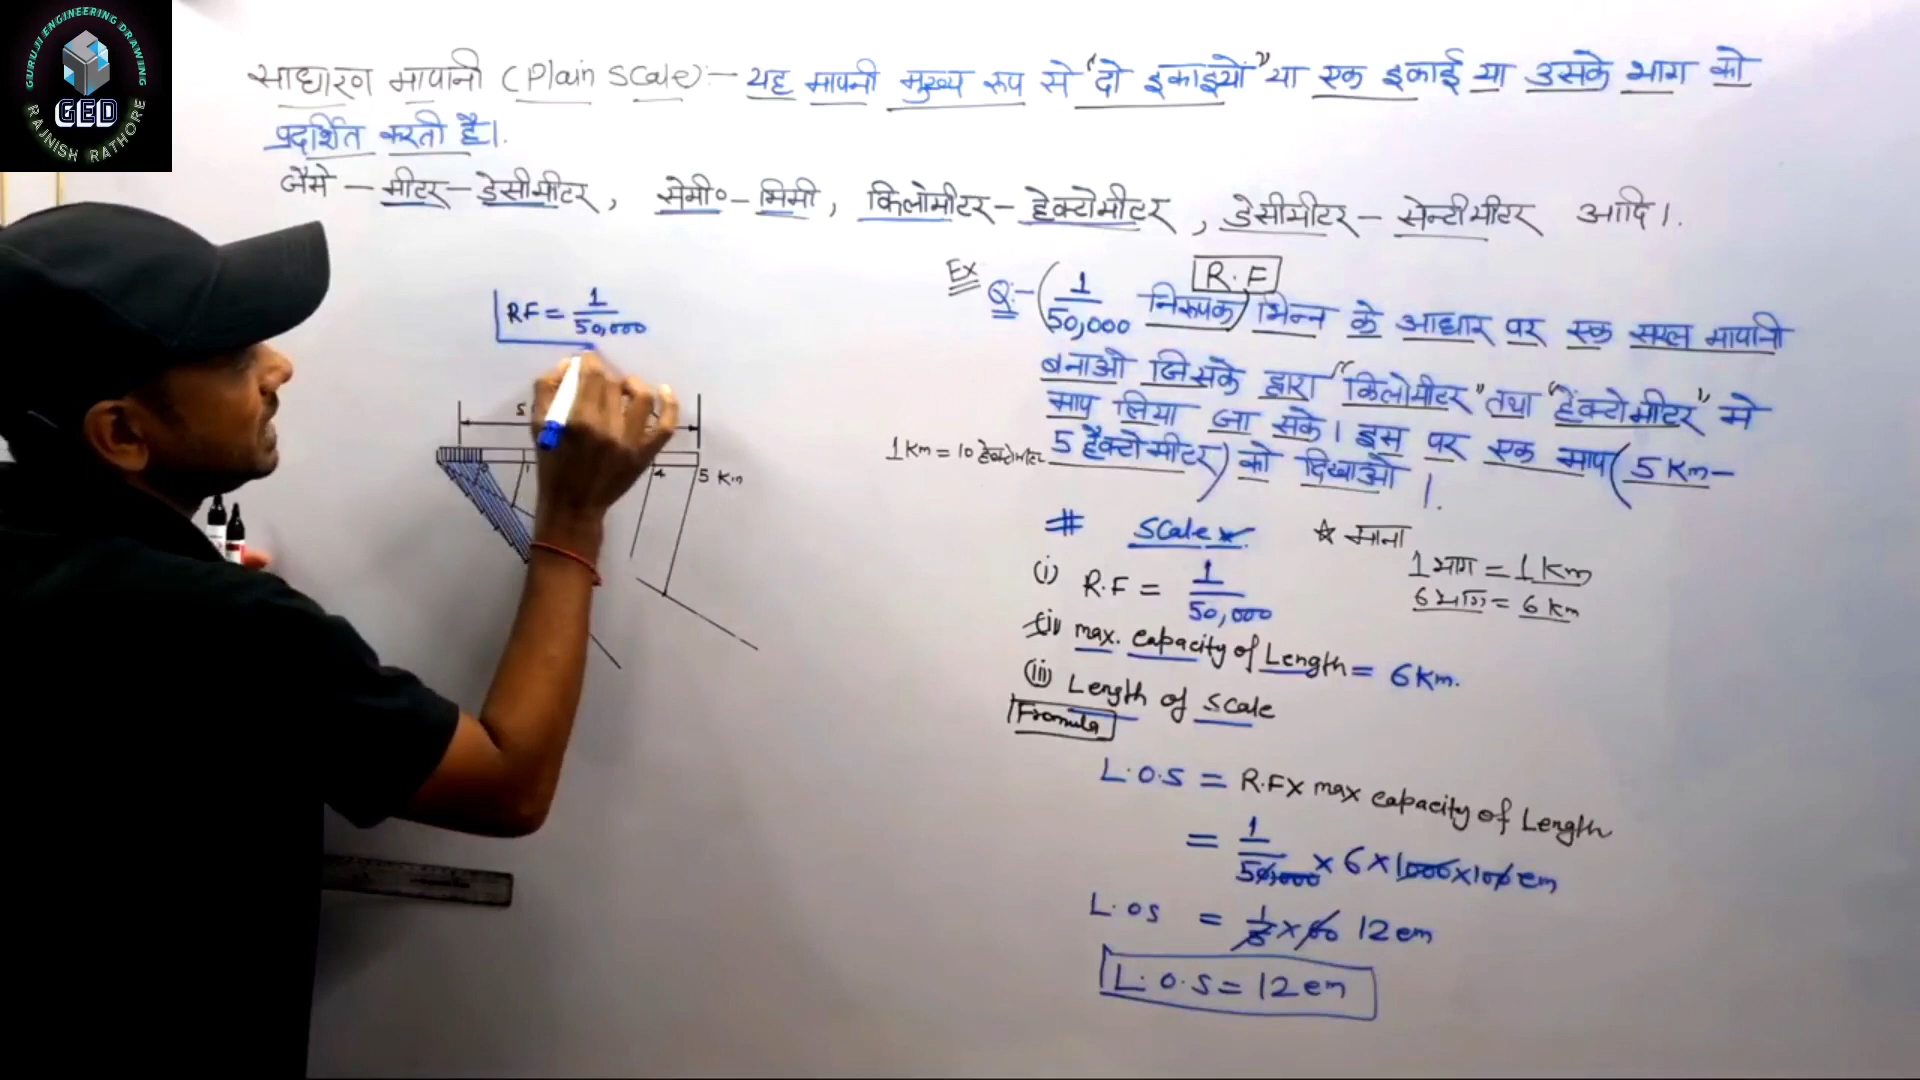 GURUJI ENGINEERING DRAWING
GED
RAJNISH RATHORE
साधारण मापानी (Plain Scale):- यह मापनी मुख्य रूप से "दो इकाइयों" या एक इकाई या उसके भाग को
प्रदर्शित करती है।
जैसे - मीटर - डेसीमीटर, सेमी० - मिमी, किलोमीटर - हेक्टोमीटर, डेसीमीटर - सेन्टीमीटर आदि।
RF = 1/50,000
5
1
4
5 Km
Ex
R.F
Q:- (1/50,000 निरूपक) भिन्न के आधार पर एक सरल मापानी
बनाओ जिसके द्वारा "किलोमीटर" तथा "हेक्टोमीटर" में
माप लिया जा सके। इस पर एक माप (5 Km -
5 हेक्टोमीटर) को दिखाओ।
1 Km = 10 हेक्टोमीटर
# Scale
(i) R.F = 1/50,000
(ii) max. capacity of Length = 6 Km.
(iii) Length of Scale
☆ माना
1 भाग = 1 Km
6 भाग = 6 Km
Fromula
L.O.S = R.F x max capacity of Length
= 1/50,000 x 6 x 1000 x 100 cm
L.OS = 1/5 x 60 12 cm
L.O.S = 12 cm